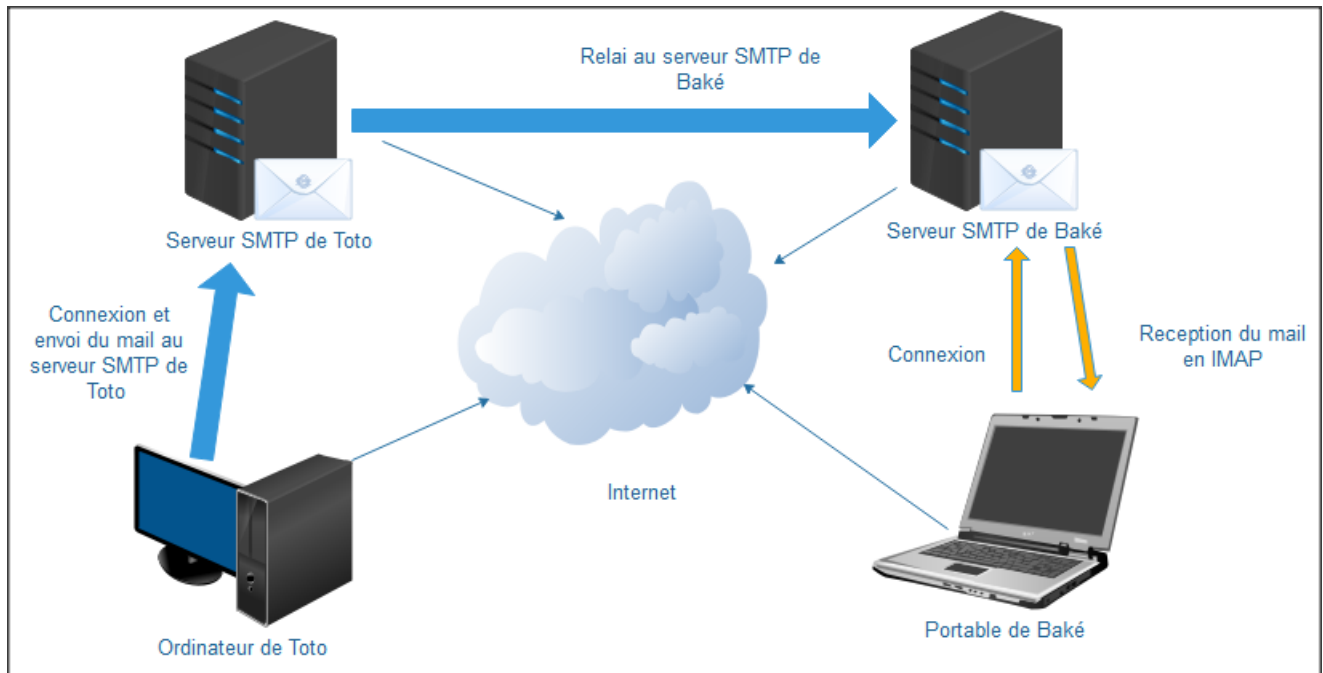 Relai au serveur SMTP de
Baké
Serveur SMTP de Toto
Serveur SMTP de Baké
Connexion et
envoi du mail au
serveur SMTP de
Toto
Connexion
Reception du mail
en IMAP
Internet
Ordinateur de Toto
Portable de Baké